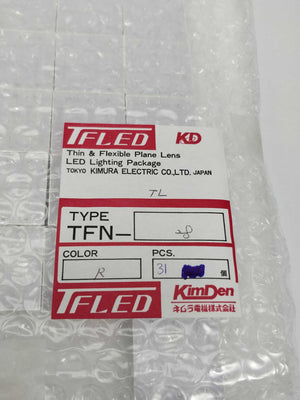 TFLED KD
Thin & Flexible Plane Lens
LED Lighting Package
TOKYO KIMURA ELECTRIC CO.,LTD. JAPAN
TL
TYPE
TFN-
COLOR PCS.
R 31 個
TFLED KimDen
キムラ電機株式会社